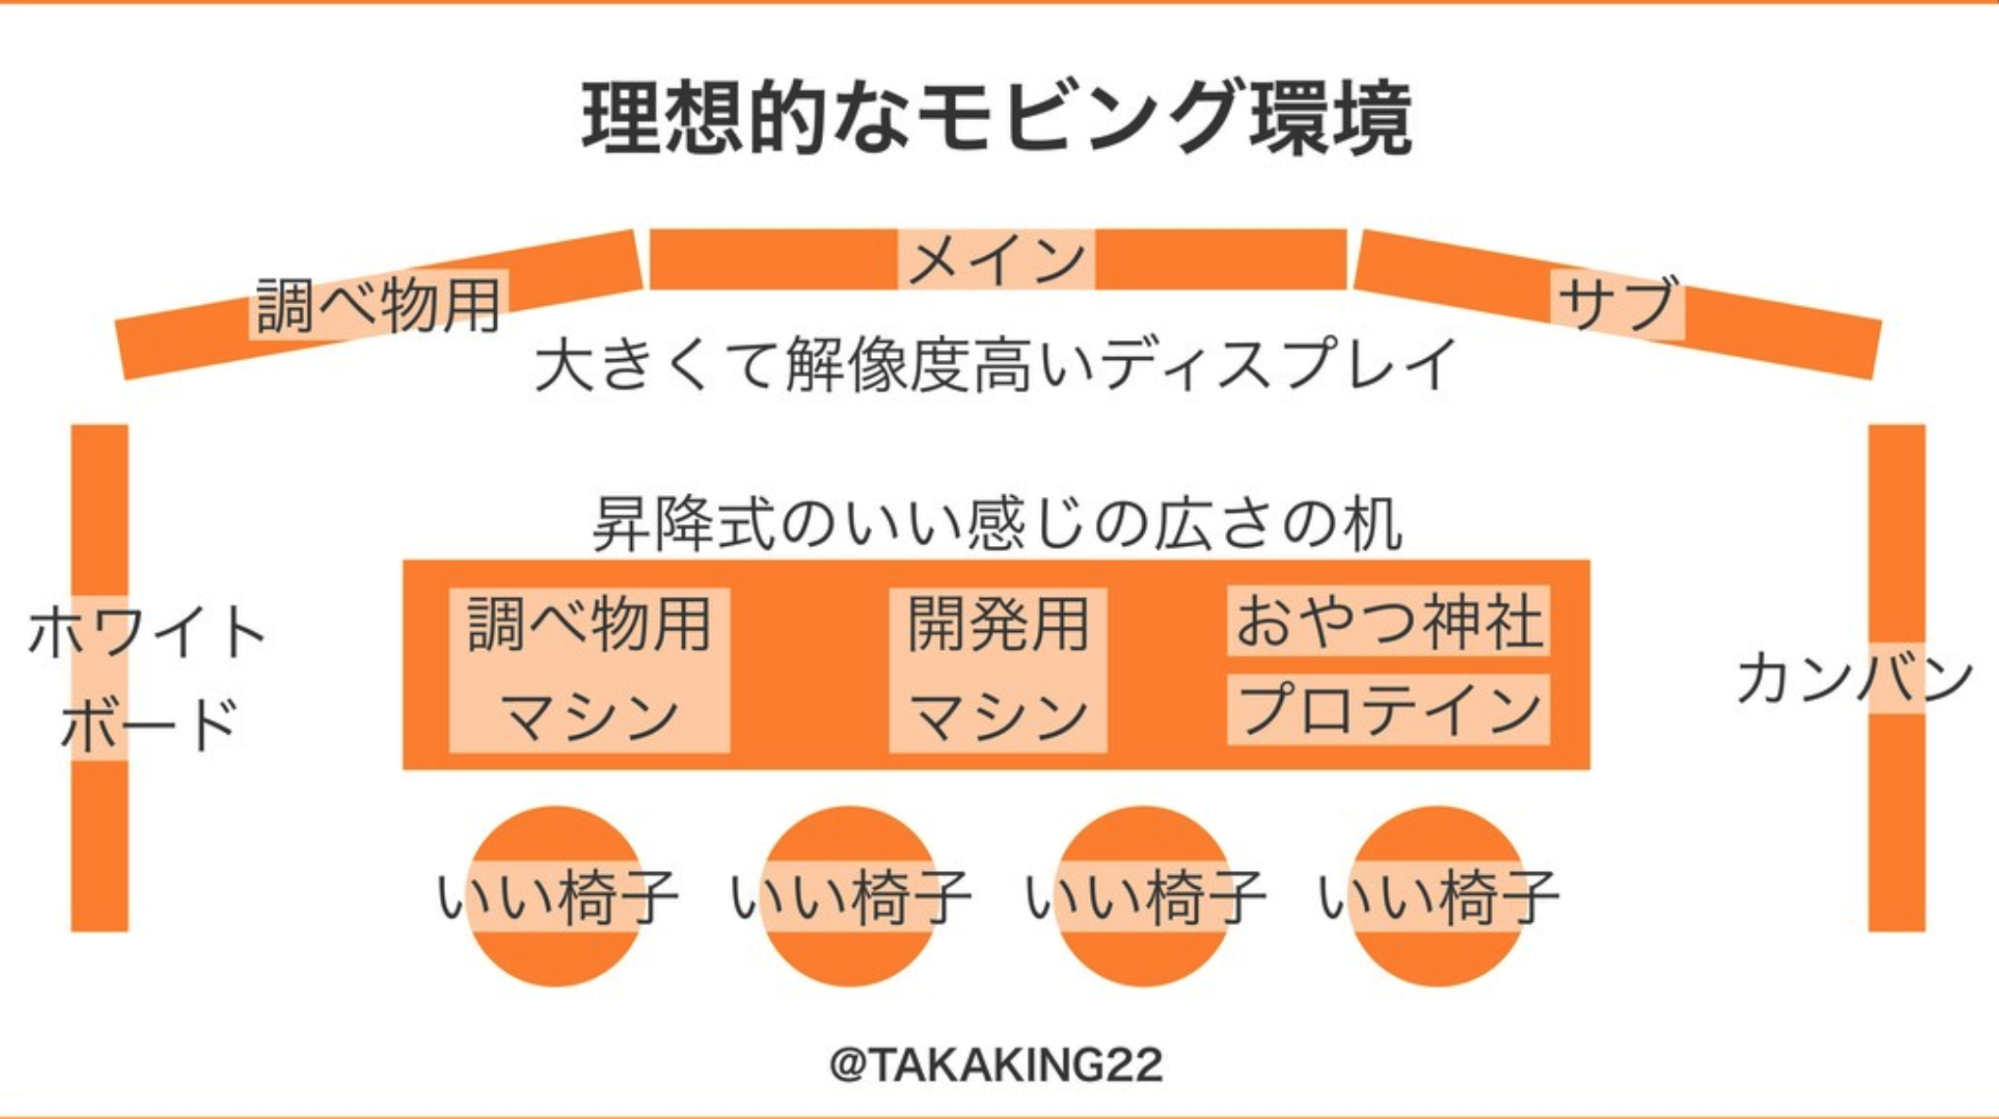 理想的なモビング環境
調べ物用
メイン
サブ
大きくて解像度高いディスプレイ
昇降式のいい感じの広さの机
ホワイト
ボード
調べ物用
マシン
開発用
マシン
おやつ神社
プロテイン
カンバン
いい椅子
いい椅子
いい椅子
いい椅子
@TAKAKING22